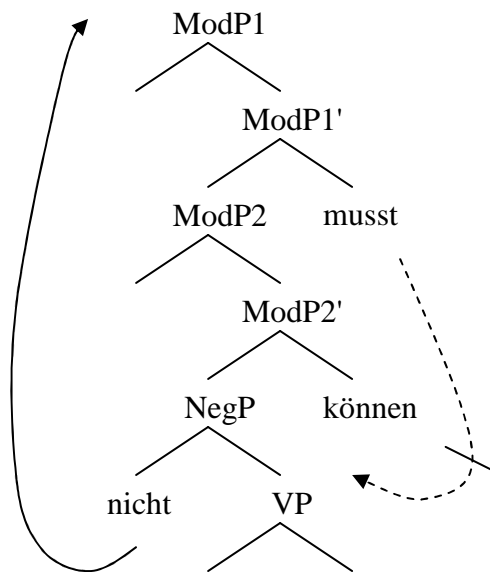 ModP1
ModP1'
ModP2 musst
ModP2'
NegP können
nicht VP